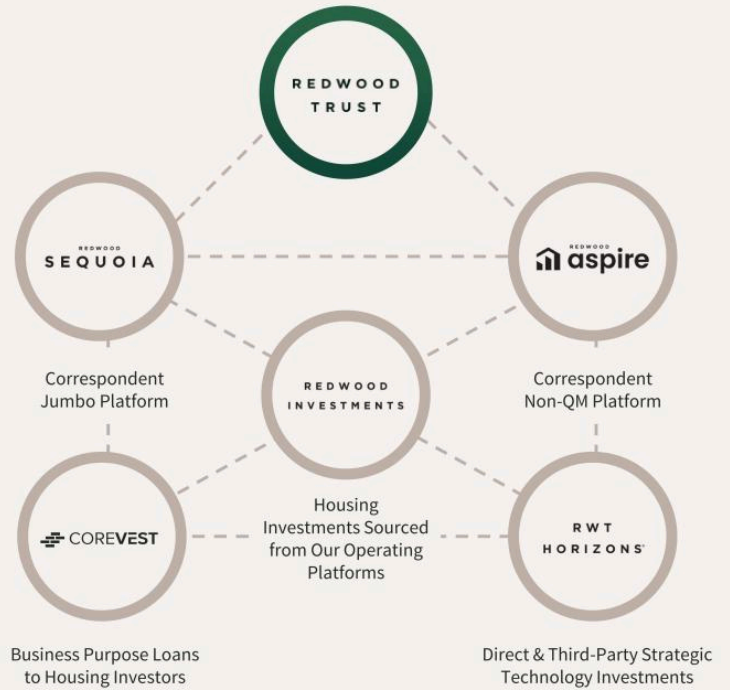 REDWOOD
TRUST
REDWOOD
SEQUOIA
REDWOOD
aspire
Correspondent
Jumbo Platform
REDWOOD
INVESTMENTS
Correspondent
Non-QM Platform
COREVEST
Housing
Investments Sourced
from Our Operating
Platforms
RWT
HORIZONS
Business Purpose Loans
to Housing Investors
Direct & Third-Party Strategic
Technology Investments